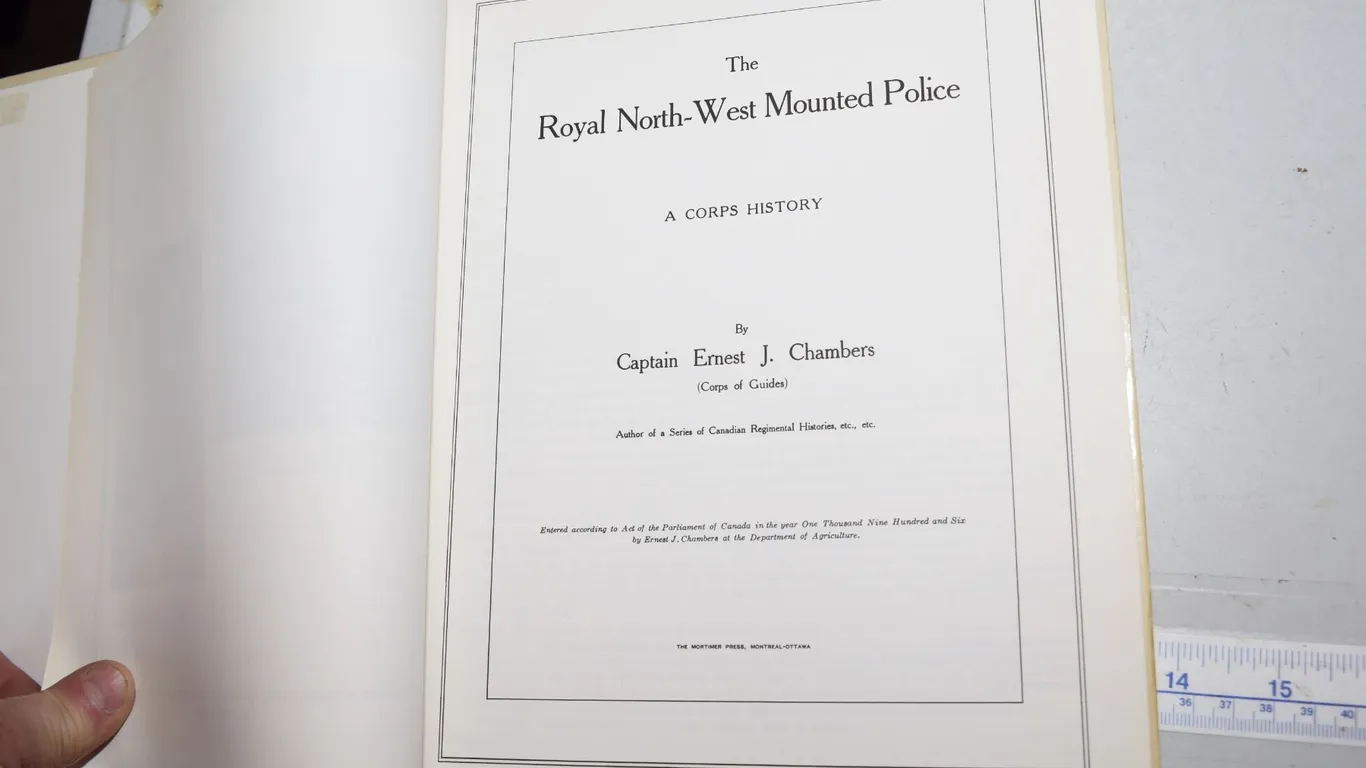 The
Royal North-West Mounted Police
A CORPS HISTORY
By
Captain Ernest J. Chambers
(Corps of Guides)
Author of a Series of Canadian Regimental Histories, etc., etc.
Entered according to Act of the Parliament of Canada in the year One Thousand Nine Hundred and Six
by Ernest J. Chambers at the Department of Agriculture.
THE MORTIMER PRESS, MONTREAL-OTTAWA
14 15
36 37 38 39 40